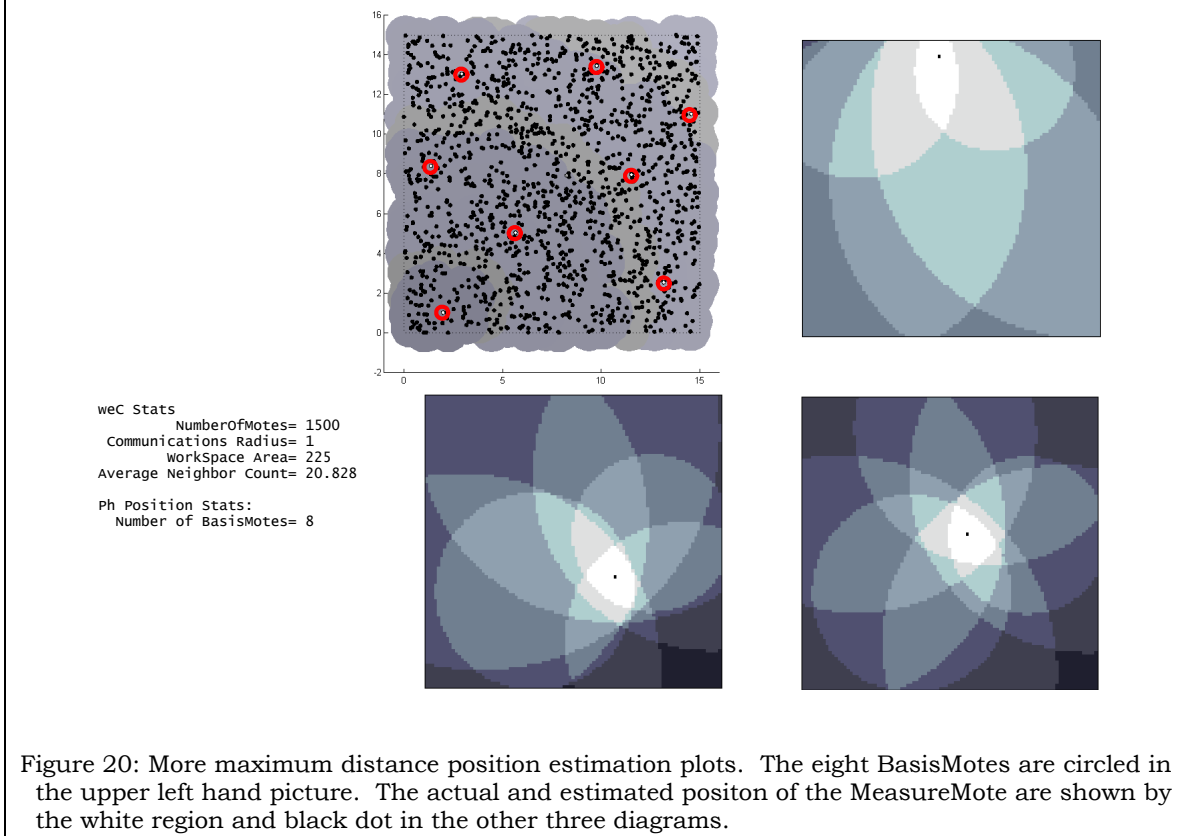 16
14
12
10
8
6
4
2
0
-2
0 5 10 15
weC Stats
NumberOfMotes= 1500
Communications Radius= 1
WorkSpace Area= 225
Average Neighbor Count= 20.828
Ph Position Stats:
Number of BasisMotes= 8
Figure 20: More maximum distance position estimation plots. The eight BasisMotes are circled in
the upper left hand picture. The actual and estimated positon of the MeasureMote are shown by
the white region and black dot in the other three diagrams.